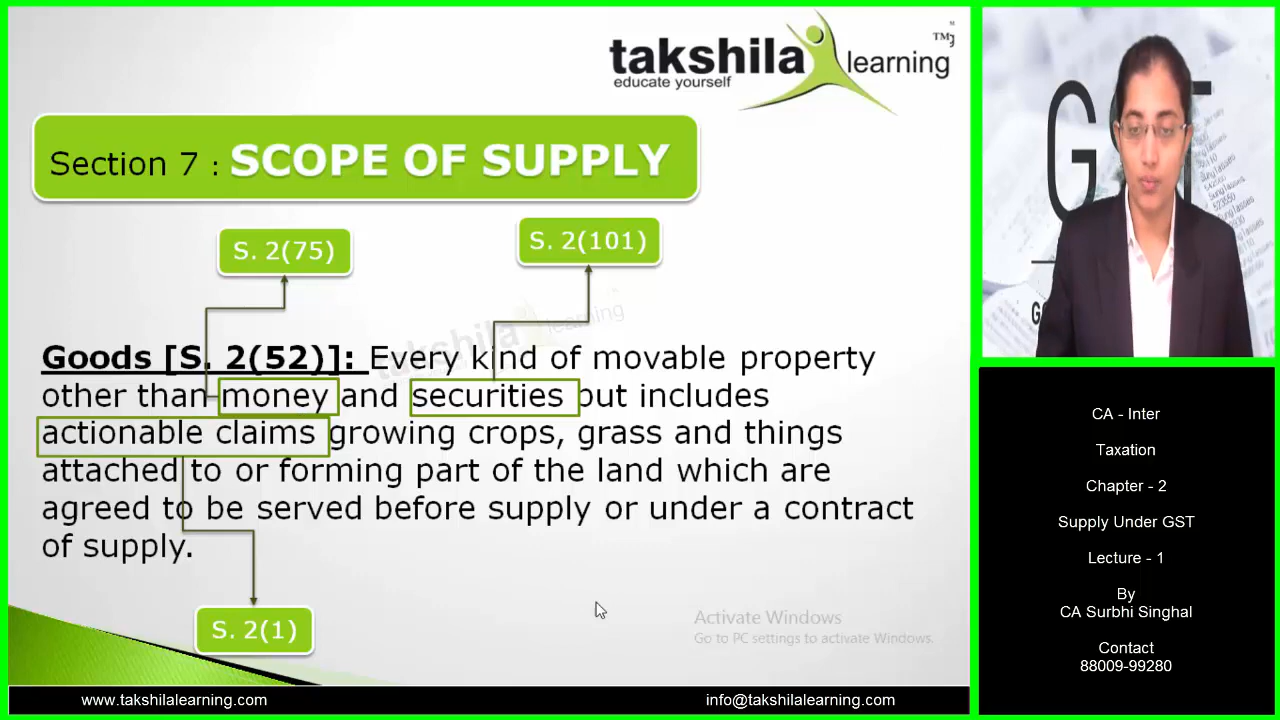 takshila learning
TM
educate yourself
Section 7 : SCOPE OF SUPPLY
S. 2(75)
S. 2(101)
takshila learning
Goods [S. 2(52)]: Every kind of movable property
other than money and securities but includes
actionable claims growing crops, grass and things
attached to or forming part of the land which are
agreed to be served before supply or under a contract
of supply.
S. 2(1)
Activate Windows
Go to PC settings to activate Windows.
www.takshilalearning.com
info@takshilalearning.com
GST
CA - Inter
Taxation
Chapter - 2
Supply Under GST
Lecture - 1
By
CA Surbhi Singhal
Contact
88009-99280